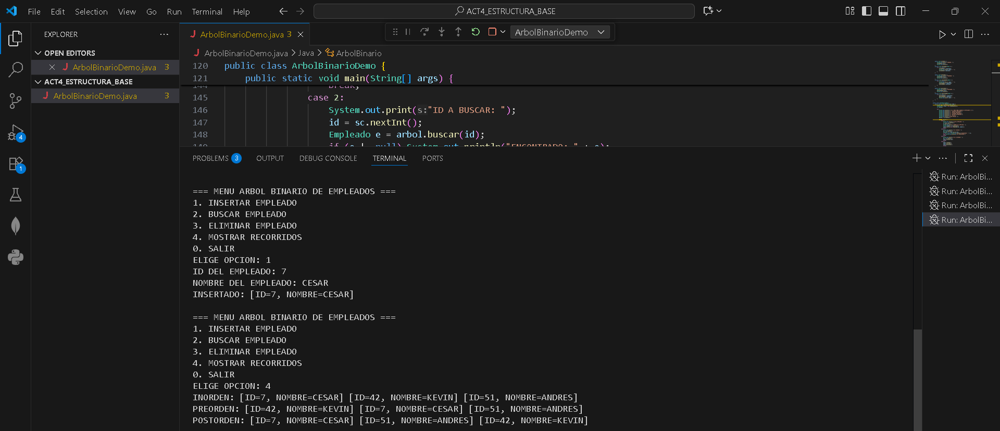 File Edit Selection View Go Run Terminal Help
ACT4_ESTRUCTURA_BASE
EXPLORER
OPEN EDITORS
ArbolBinarioDemo.java 3
ACT4_ESTRUCTURA_BASE
ArbolBinarioDemo.java 3
4
1
ArbolBinarioDemo.java 3
ArbolBinarioDemo
ArbolBinarioDemo.java > Java > ArbolBinario
120 public class ArbolBinarioDemo {
121 public static void main(String[] args) {
144 break;
145 case 2:
146 System.out.print(s:"ID A BUSCAR: ");
147 id = sc.nextInt();
148 Empleado e = arbol.buscar(id);
PROBLEMS 3 OUTPUT DEBUG CONSOLE TERMINAL PORTS
=== MENU ARBOL BINARIO DE EMPLEADOS ===
1. INSERTAR EMPLEADO
2. BUSCAR EMPLEADO
3. ELIMINAR EMPLEADO
4. MOSTRAR RECORRIDOS
0. SALIR
ELIGE OPCION: 1
ID DEL EMPLEADO: 7
NOMBRE DEL EMPLEADO: CESAR
INSERTADO: [ID=7, NOMBRE=CESAR]
=== MENU ARBOL BINARIO DE EMPLEADOS ===
1. INSERTAR EMPLEADO
2. BUSCAR EMPLEADO
3. ELIMINAR EMPLEADO
4. MOSTRAR RECORRIDOS
0. SALIR
ELIGE OPCION: 4
INORDEN: [ID=7, NOMBRE=CESAR] [ID=42, NOMBRE=KEVIN] [ID=51, NOMBRE=ANDRES]
PREORDEN: [ID=42, NOMBRE=KEVIN] [ID=7, NOMBRE=CESAR] [ID=51, NOMBRE=ANDRES]
POSTORDEN: [ID=7, NOMBRE=CESAR] [ID=51, NOMBRE=ANDRES] [ID=42, NOMBRE=KEVIN]
Run: ArbolBi...
Run: ArbolBi...
Run: ArbolBi...
Run: ArbolBi...